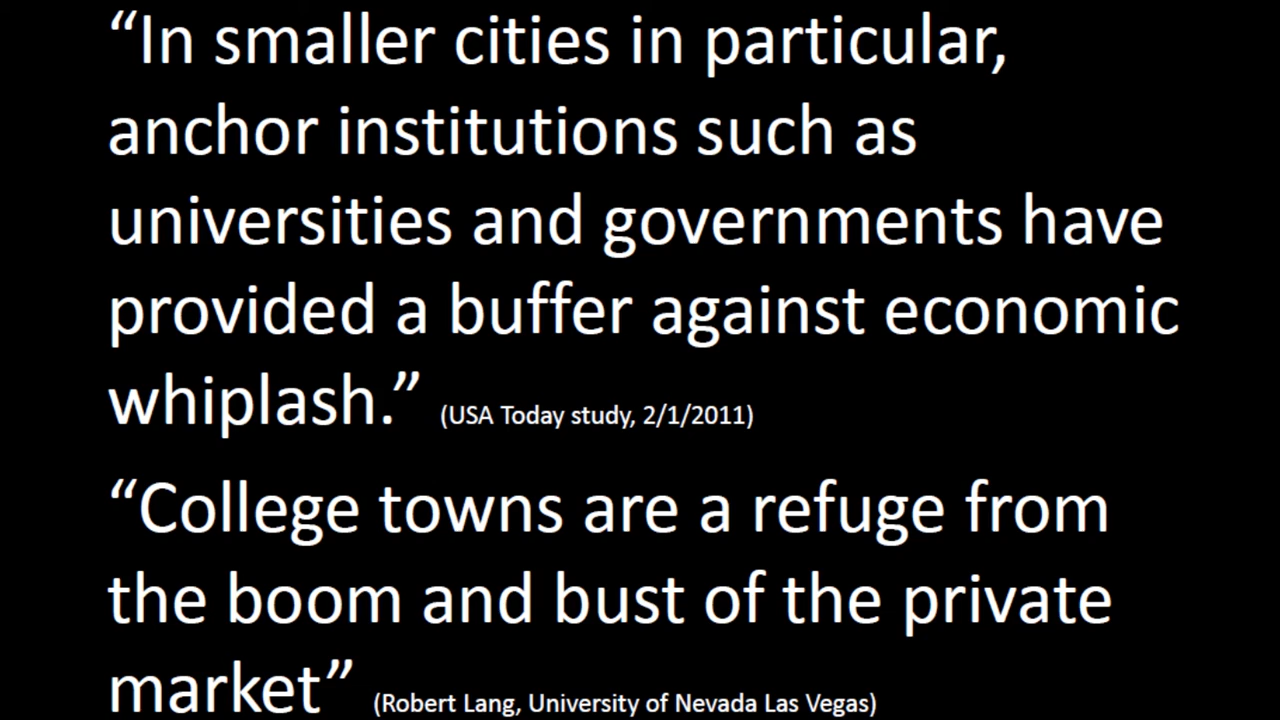 “In smaller cities in particular,
anchor institutions such as
universities and governments have
provided a buffer against economic
whiplash.” (USA Today study, 2/1/2011)
“College towns are a refuge from
the boom and bust of the private
market” (Robert Lang, University of Nevada Las Vegas)